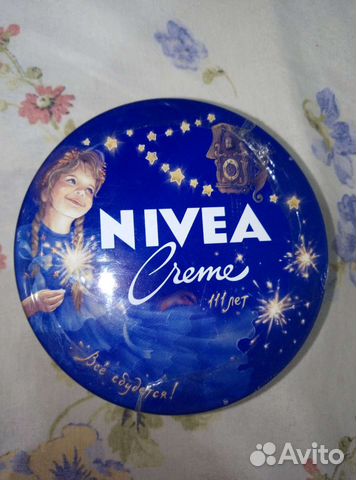 NIVEA
Creme
111 лет
Всё сбудется!
Avito